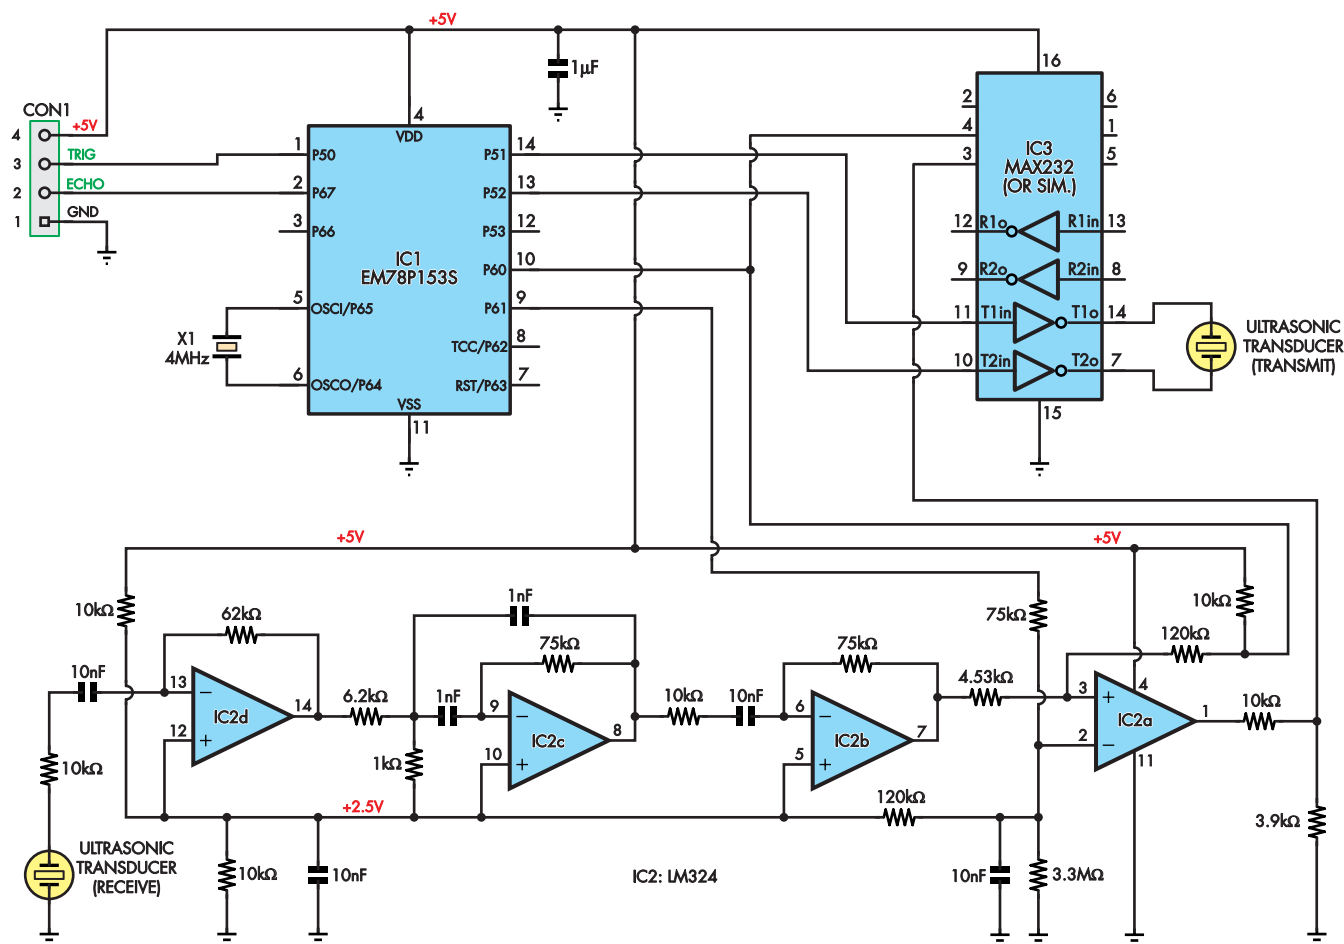 +5V
1µF
16
CON1
4
+5V
3
TRIG
2
ECHO
1
GND
4
VDD
1
P50
P51
14
2
P67
P52
13
3
P66
P53
12
IC1
EM78P153S
P60
10
5
OSCI/P65
P61
9
X1
4MHz
TCC/P62
8
6
OSCO/P64
RST/P63
7
VSS
11
2
6
4
1
3
5
IC3
MAX232
(OR SIM.)
12
R1o
R1in
13
9
R2o
R2in
8
11
T1in
T1o
14
10
T2in
T2o
7
15
ULTRASONIC
TRANSDUCER
(TRANSMIT)
+5V
+5V
10kΩ
62kΩ
1nF
75kΩ
75kΩ
75kΩ
10kΩ
120kΩ
10nF
13
–
14
12
+
IC2d
6.2kΩ
1nF
9
–
8
10
+
IC2c
10kΩ
10nF
6
–
7
5
+
IC2b
4.53kΩ
3
+
4
IC2a
1
2
–
11
10kΩ
10kΩ
1kΩ
+2.5V
120kΩ
3.9kΩ
ULTRASONIC
TRANSDUCER
(RECEIVE)
10kΩ
10nF
IC2: LM324
10nF
3.3MΩ